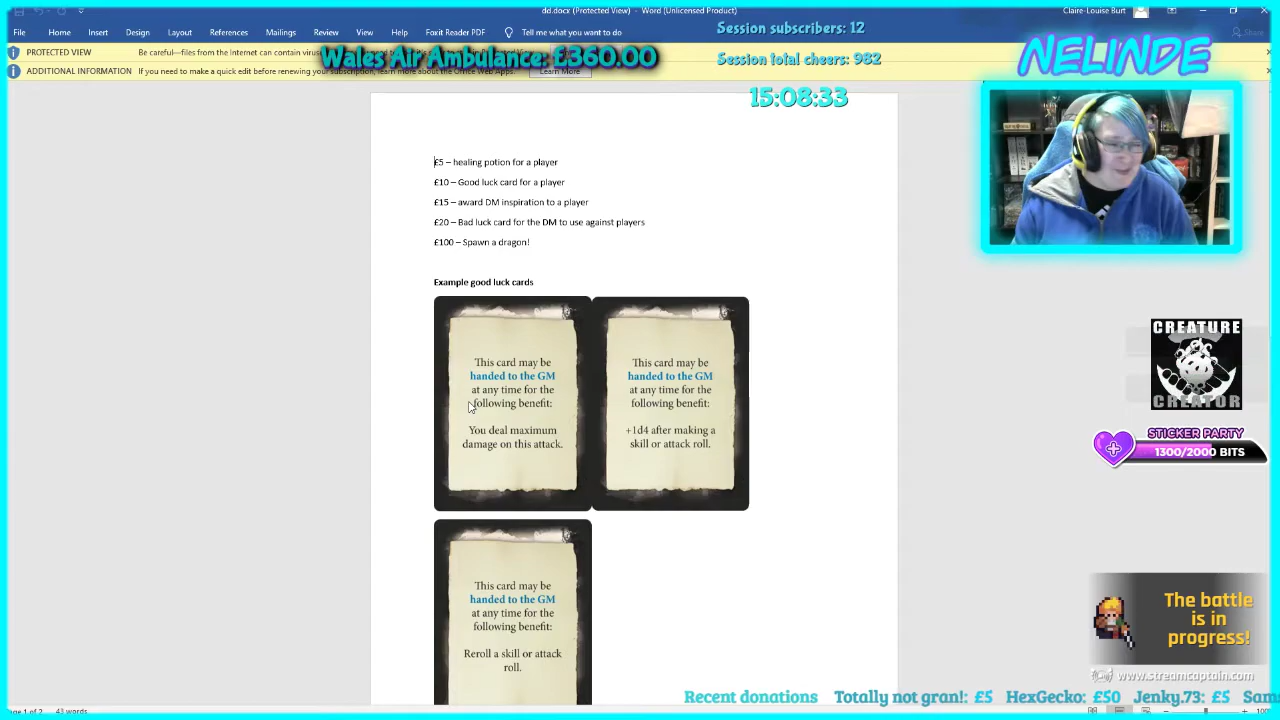 dd.docx (Protected View) - Word (Unlicensed Product)
Claire-Louise Burt
File Home Insert Design Layout References Mailings Review View Help Foxit Reader PDF Tell me what you want to do
Share
PROTECTED VIEW Be careful—files from the Internet can contain
ADDITIONAL INFORMATION If you need to make a quick edit before renewing your subscription, learn more about the Office Web Apps. Learn More
Wales Air Ambulance: £360.00
Session subscribers: 12
Session total cheers: 982
15:08:33
NELINDE
£5 – healing potion for a player
£10 – Good luck card for a player
£15 – award DM inspiration to a player
£20 – Bad luck card for the DM to use against players
£100 – Spawn a dragon!
Example good luck cards
This card may be
handed to the GM
at any time for the
following benefit:
You deal maximum
damage on this attack.
This card may be
handed to the GM
at any time for the
following benefit:
+1d4 after making a
skill or attack roll.
This card may be
handed to the GM
at any time for the
following benefit:
Reroll a skill or attack
roll.
CREATURE
CREATOR
STICKER PARTY
1300/2000 BITS
The battle
is in
progress!
www.streamcaptain.com
Recent donations Totally not gran!: £5 HexGecko: £50 Jenky.73: £5 Sam
Page 1 of 2 43 words